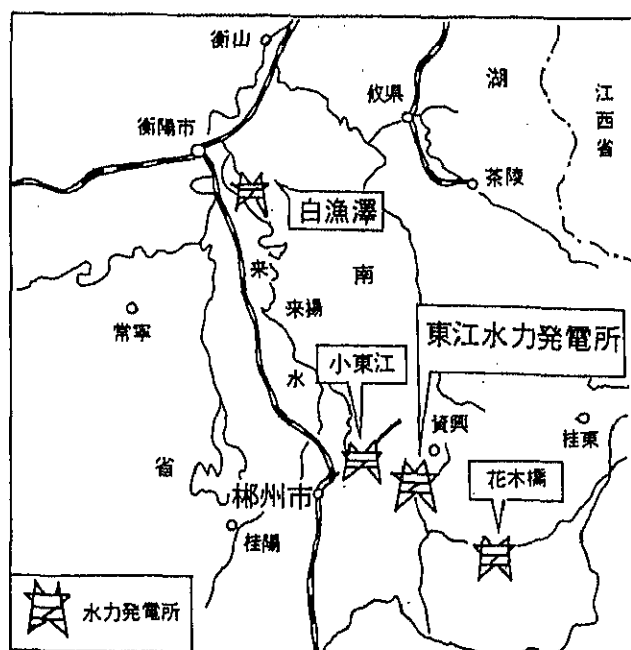 衡山
湖
江西省
攸県
衡陽市
茶陵
白漁澤
来
南
来揚
常寧
東江水力発電所
小東江
水
資興
桂東
省
花木橋
郴州市
桂陽
水力発電所